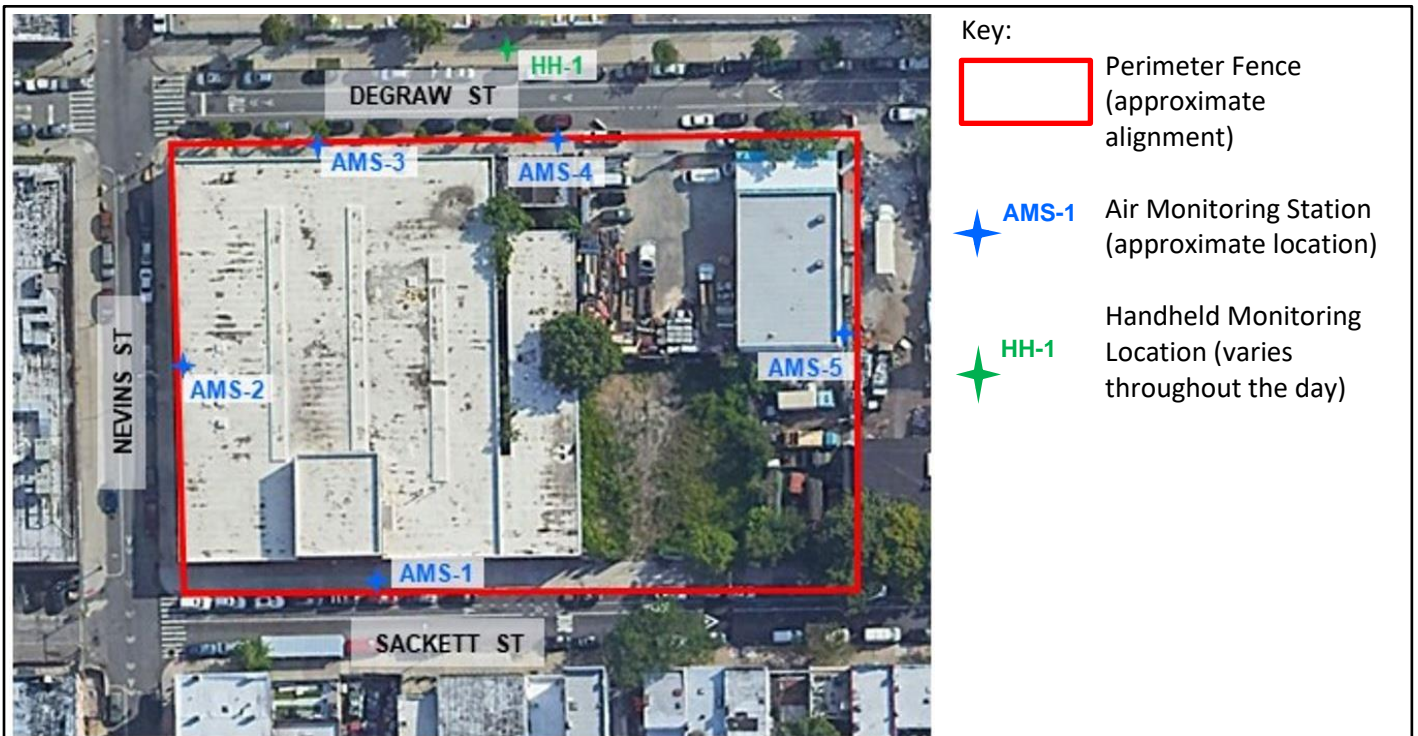 HH-1
DEGRAW ST
AMS-3
AMS-4
AMS-2
AMS-5
NEVINS ST
AMS-1
SACKETT ST
Key:
Perimeter Fence
(approximate
alignment)
AMS-1
Air Monitoring Station
(approximate location)
HH-1
Handheld Monitoring
Location (varies
throughout the day)